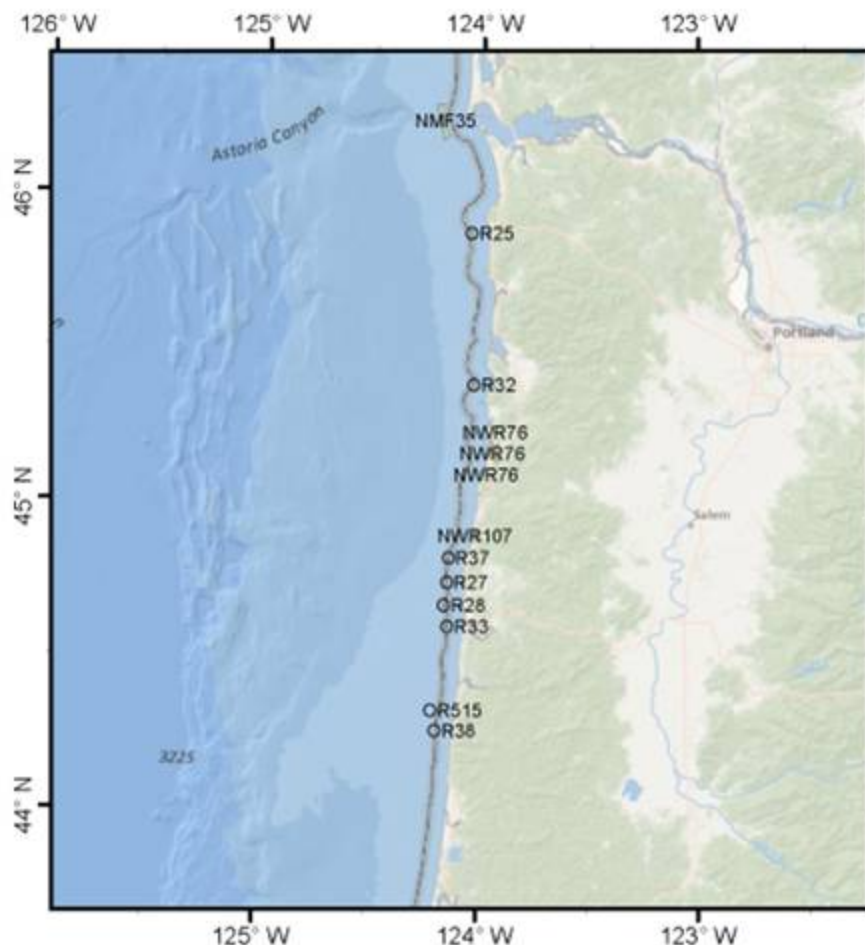 126° W 125° W 124° W 123° W
Astoria Canyon
NMF35
46° N
OR25
Portland
OR32
NWR76
NWR76
NWR76
45° N
Salem
NWR107
OR37
OR27
OR28
OR33
OR515
OR38
3225
44° N
125° W 124° W 123° W